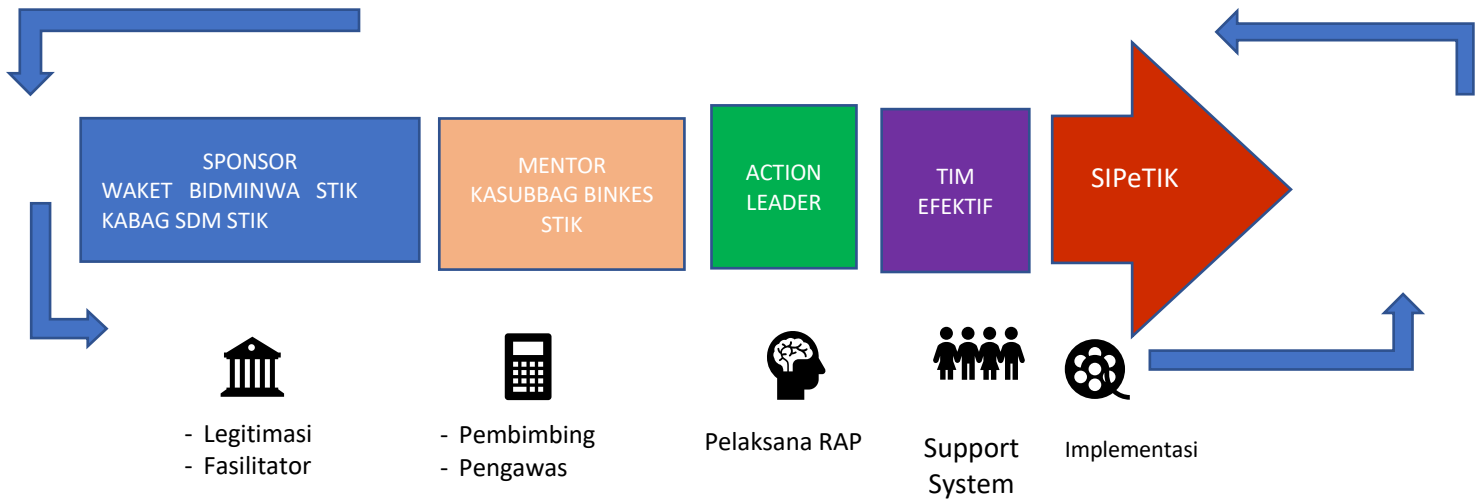 SPONSOR
WAKET BIDMINWA STIK
KABAG SDM STIK
MENTOR
KASUBBAG BINKES
STIK
ACTION
LEADER
TIM
EFEKTIF
SIPeTIK
- Legitimasi
- Fasilitator
- Pembimbing
- Pengawas
Pelaksana RAP
Support
System
Implementasi